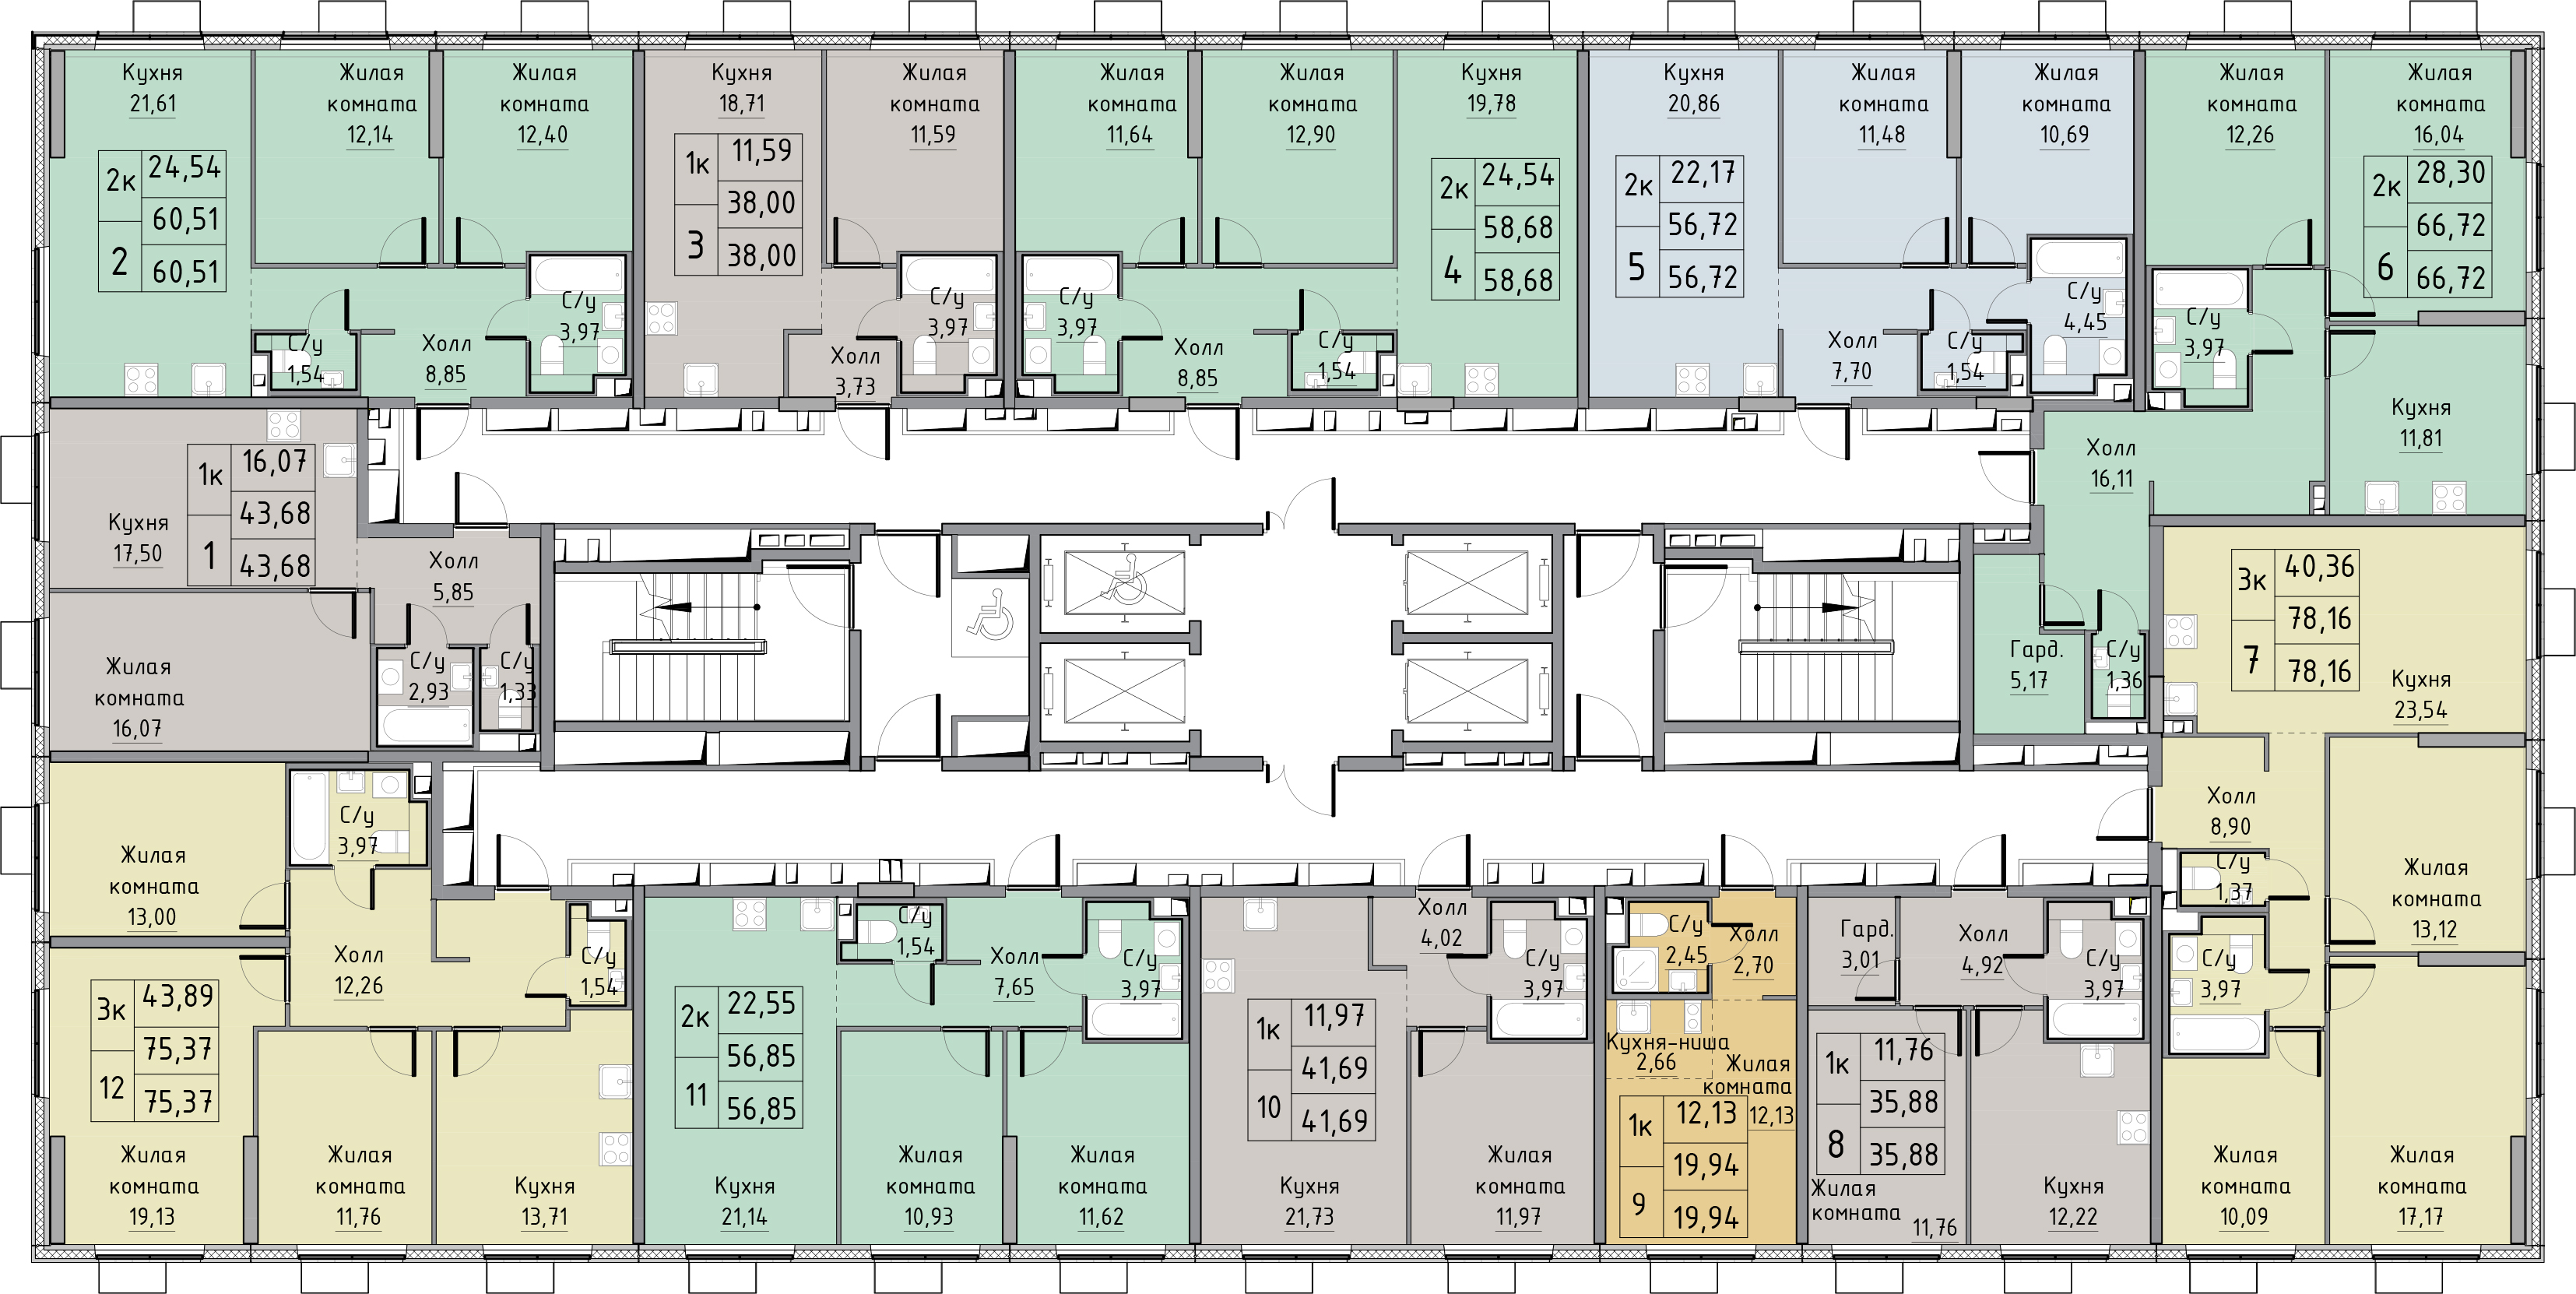 Кухня
21,61
Жилая
комната
12,14
Жилая
комната
12,40
2к
24,54
60,51
2
60,51
С/у
1,54
Холл
8,85
С/у
3,97
Кухня
18,71
Жилая
комната
11,59
1к
11,59
38,00
3
38,00
Холл
3,73
С/у
3,97
Жилая
комната
11,64
Жилая
комната
12,90
Кухня
19,78
2к
24,54
58,68
4
58,68
С/у
3,97
Холл
8,85
С/у
1,54
Кухня
20,86
Жилая
комната
11,48
Жилая
комната
10,69
2к
22,17
56,72
5
56,72
Холл
7,70
С/у
1,54
С/у
4,45
Жилая
комната
12,26
Жилая
комната
16,04
2к
28,30
66,72
6
66,72
С/у
3,97
Кухня
11,81
Холл
16,11
Гард.
5,17
С/у
1,36
1к
16,07
43,68
1
43,68
Кухня
17,50
Холл
5,85
Жилая
комната
16,07
С/у
2,93
С/у
1,33
3к
40,36
78,16
7
78,16
Кухня
23,54
Холл
8,90
С/у
1,37
Жилая
комната
13,12
С/у
3,97
Жилая
комната
10,09
Жилая
комната
17,17
Жилая
комната
13,00
С/у
3,97
Холл
12,26
С/у
1,54
3к
43,89
75,37
12
75,37
Жилая
комната
19,13
Жилая
комната
11,76
Кухня
13,71
С/у
1,54
Холл
7,65
С/у
3,97
2к
22,55
56,85
11
56,85
Кухня
21,14
Жилая
комната
10,93
Жилая
комната
11,62
Холл
4,02
С/у
3,97
1к
11,97
41,69
10
41,69
Кухня
21,73
Жилая
комната
11,97
С/у
2,45
Холл
2,70
Кухня-ниша
2,66
Жилая
комната
12,13
1к
12,13
19,94
9
19,94
Гард.
3,01
Холл
4,92
С/у
3,97
1к
11,76
35,88
8
35,88
Жилая
комната
11,76
Кухня
12,22